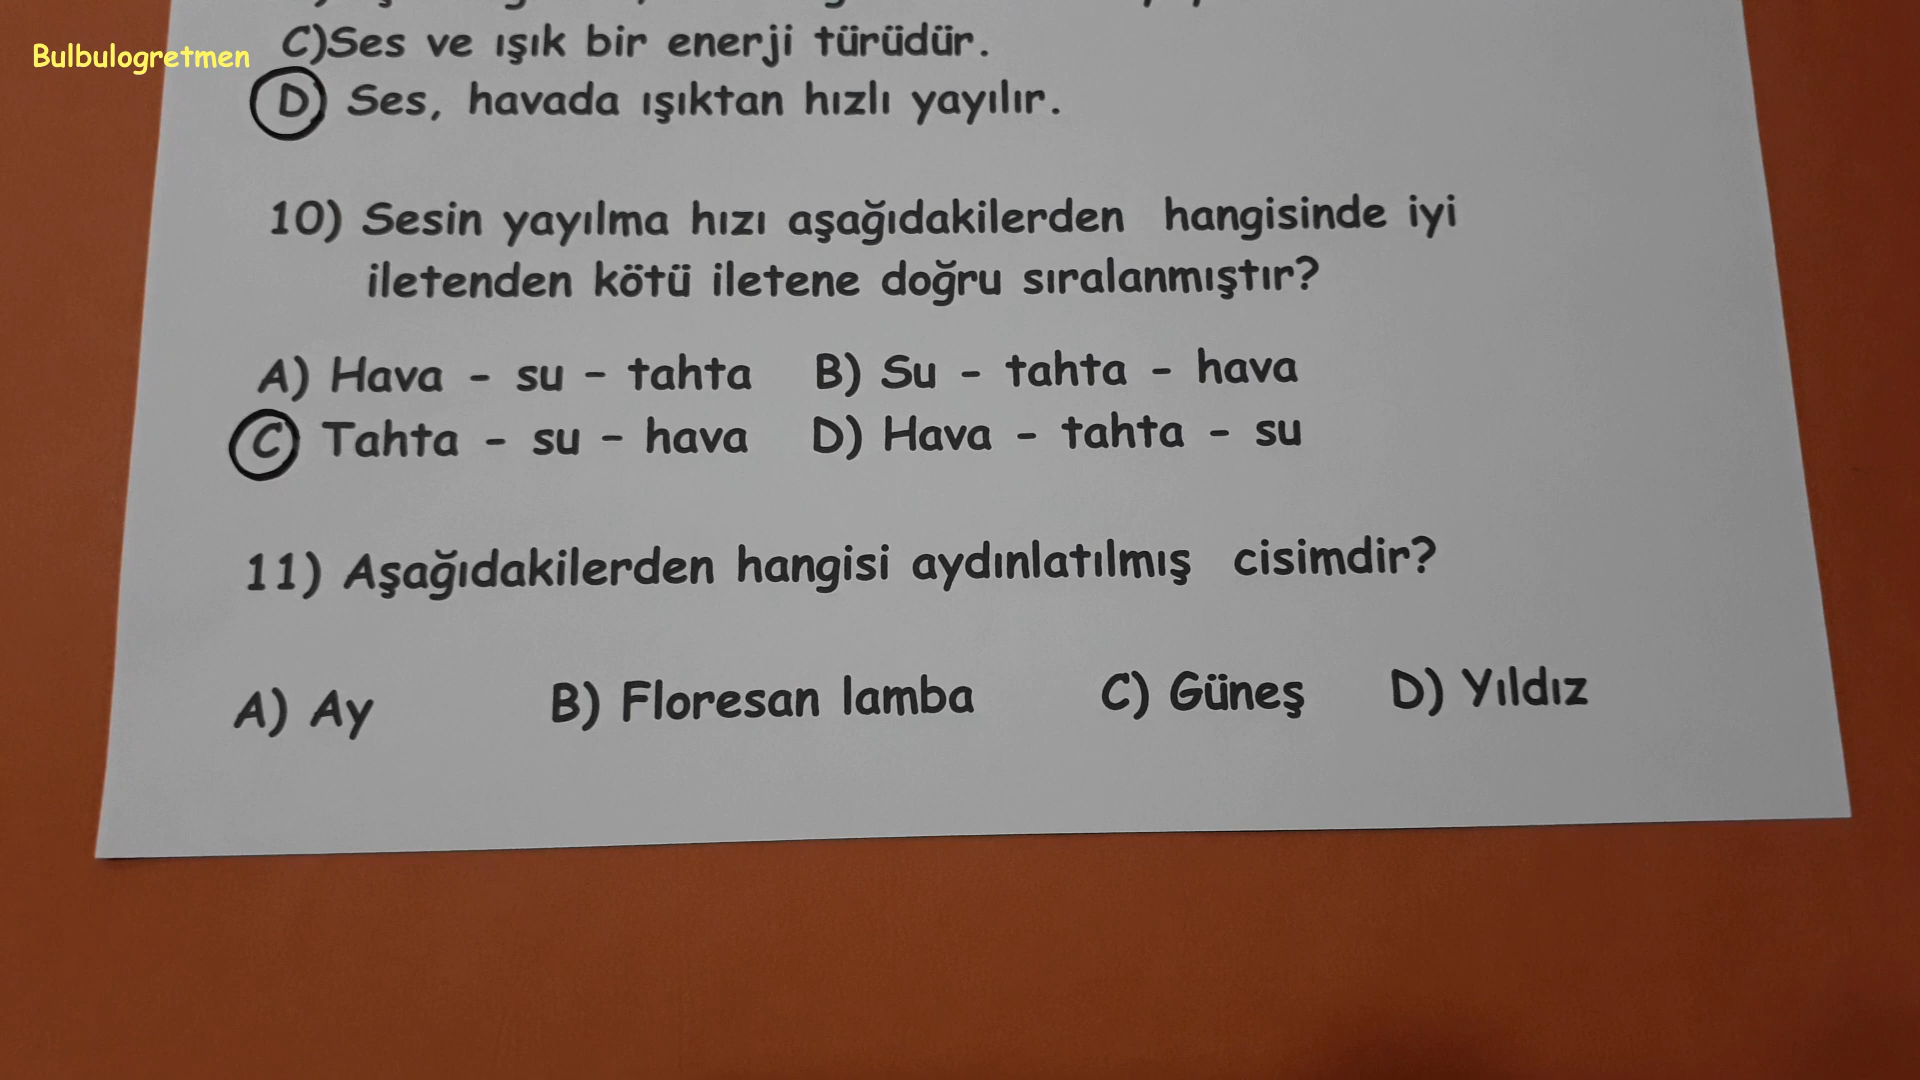 Bulbulogretmen
C)Ses ve ışık bir enerji türüdür.
D) Ses, havada ışıktan hızlı yayılır.
10) Sesin yayılma hızı aşağıdakilerden hangisinde iyi
iletenden kötü iletene doğru sıralanmıştır?
A) Hava - su - tahta B) Su - tahta - hava
C) Tahta - su - hava D) Hava - tahta - su
11) Aşağıdakilerden hangisi aydınlatılmış cisimdir?
A) Ay B) Floresan lamba C) Güneş D) Yıldız